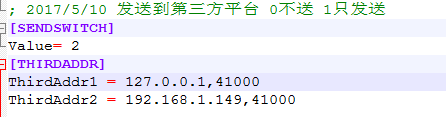 ; 2017/5/10 发送到第三方平台 0不送 1只发送
[SENDSWITCH]
Value= 2
[THIRDADDR]
ThirdAddr1 = 127.0.0.1,41000
ThirdAddr2 = 192.168.1.149,41000